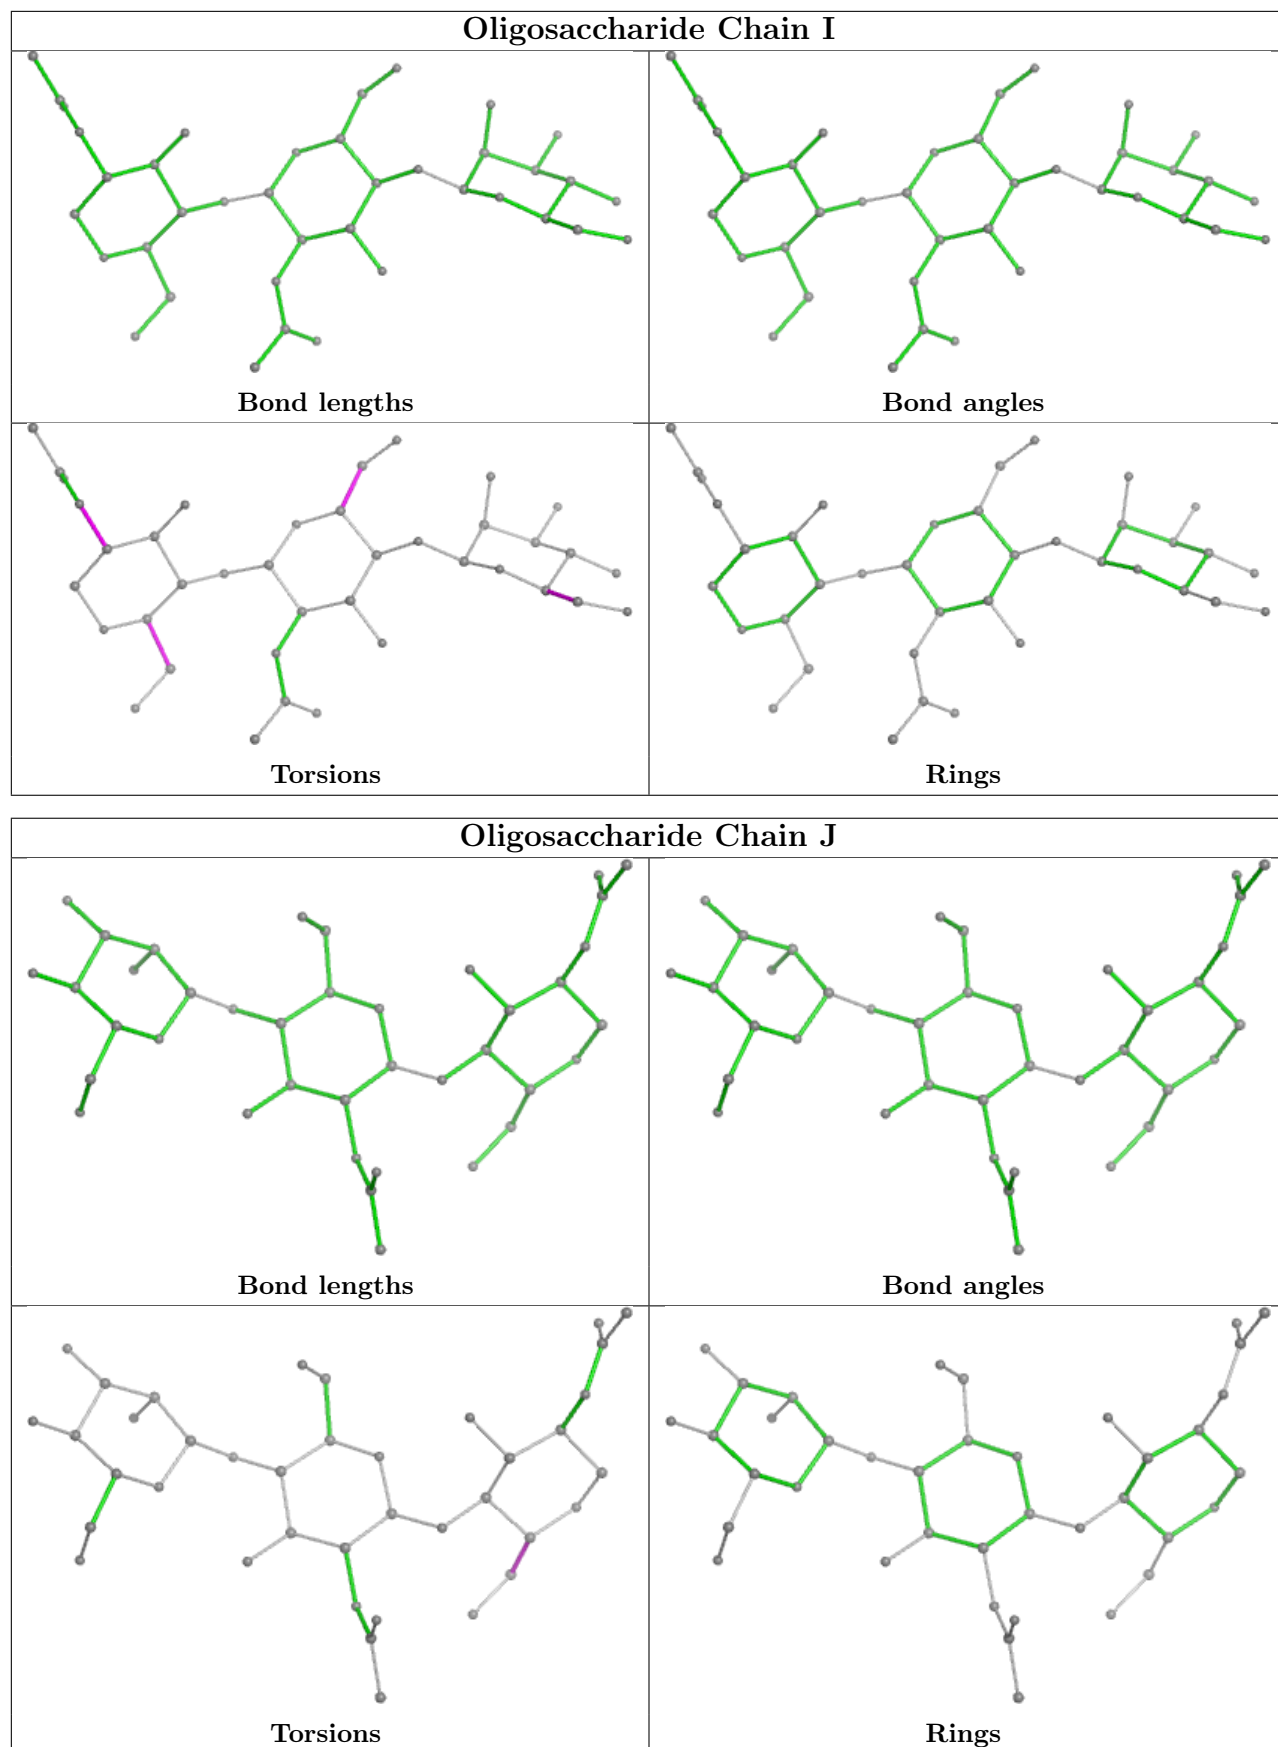 Oligosaccharide Chain I
Bond lengths
Bond angles
Torsions
Rings
Oligosaccharide Chain J
Bond lengths
Bond angles
Torsions
Rings